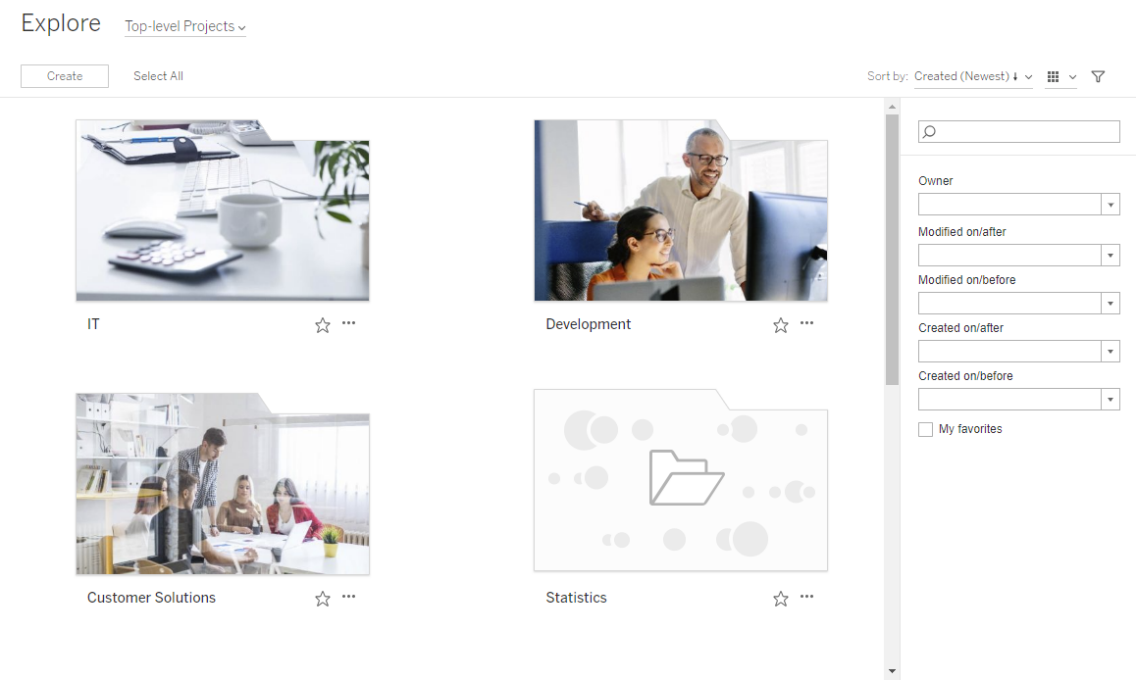 Explore Top-level Projects
Create Select All Sort by: Created (Newest)
Owner
Modified on/after
IT Development
Modified on/before
Created on/after
Created on/before
My favorites
Customer Solutions Statistics